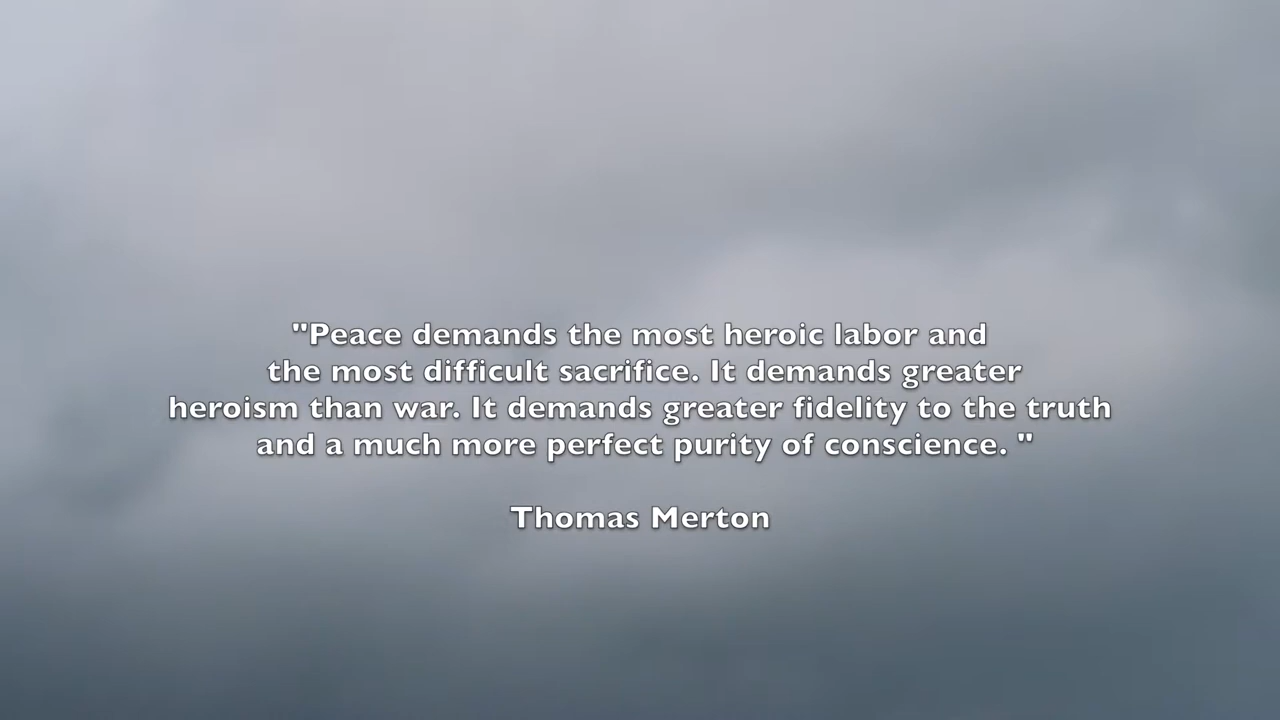 "Peace demands the most heroic labor and
the most difficult sacrifice. It demands greater
heroism than war. It demands greater fidelity to the truth
and a much more perfect purity of conscience. "
Thomas Merton